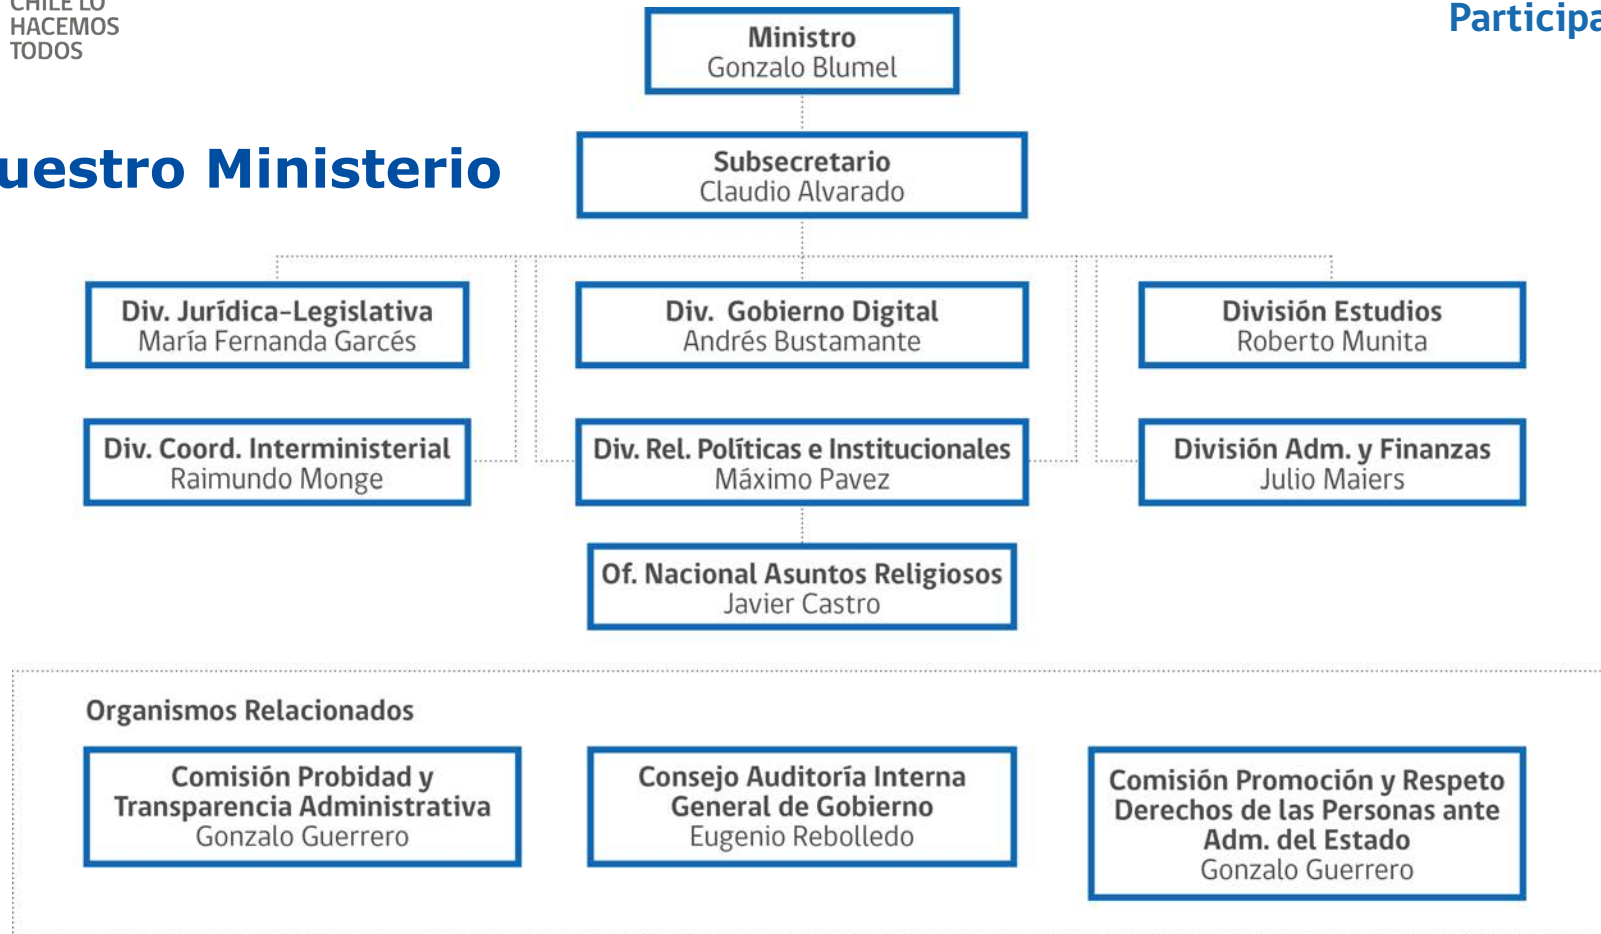 CHILE LO
HACEMOS
TODOS
Participa
uestro Ministerio
Ministro
Gonzalo Blumel
Subsecretario
Claudio Alvarado
Div. Jurídica-Legislativa
María Fernanda Garcés
Div. Gobierno Digital
Andrés Bustamante
División Estudios
Roberto Munita
Div. Coord. Interministerial
Raimundo Monge
Div. Rel. Políticas e Institucionales
Máximo Pavez
División Adm. y Finanzas
Julio Maiers
Of. Nacional Asuntos Religiosos
Javier Castro
Organismos Relacionados
Comisión Probidad y
Transparencia Administrativa
Gonzalo Guerrero
Consejo Auditoría Interna
General de Gobierno
Eugenio Rebolledo
Comisión Promoción y Respeto
Derechos de las Personas ante
Adm. del Estado
Gonzalo Guerrero